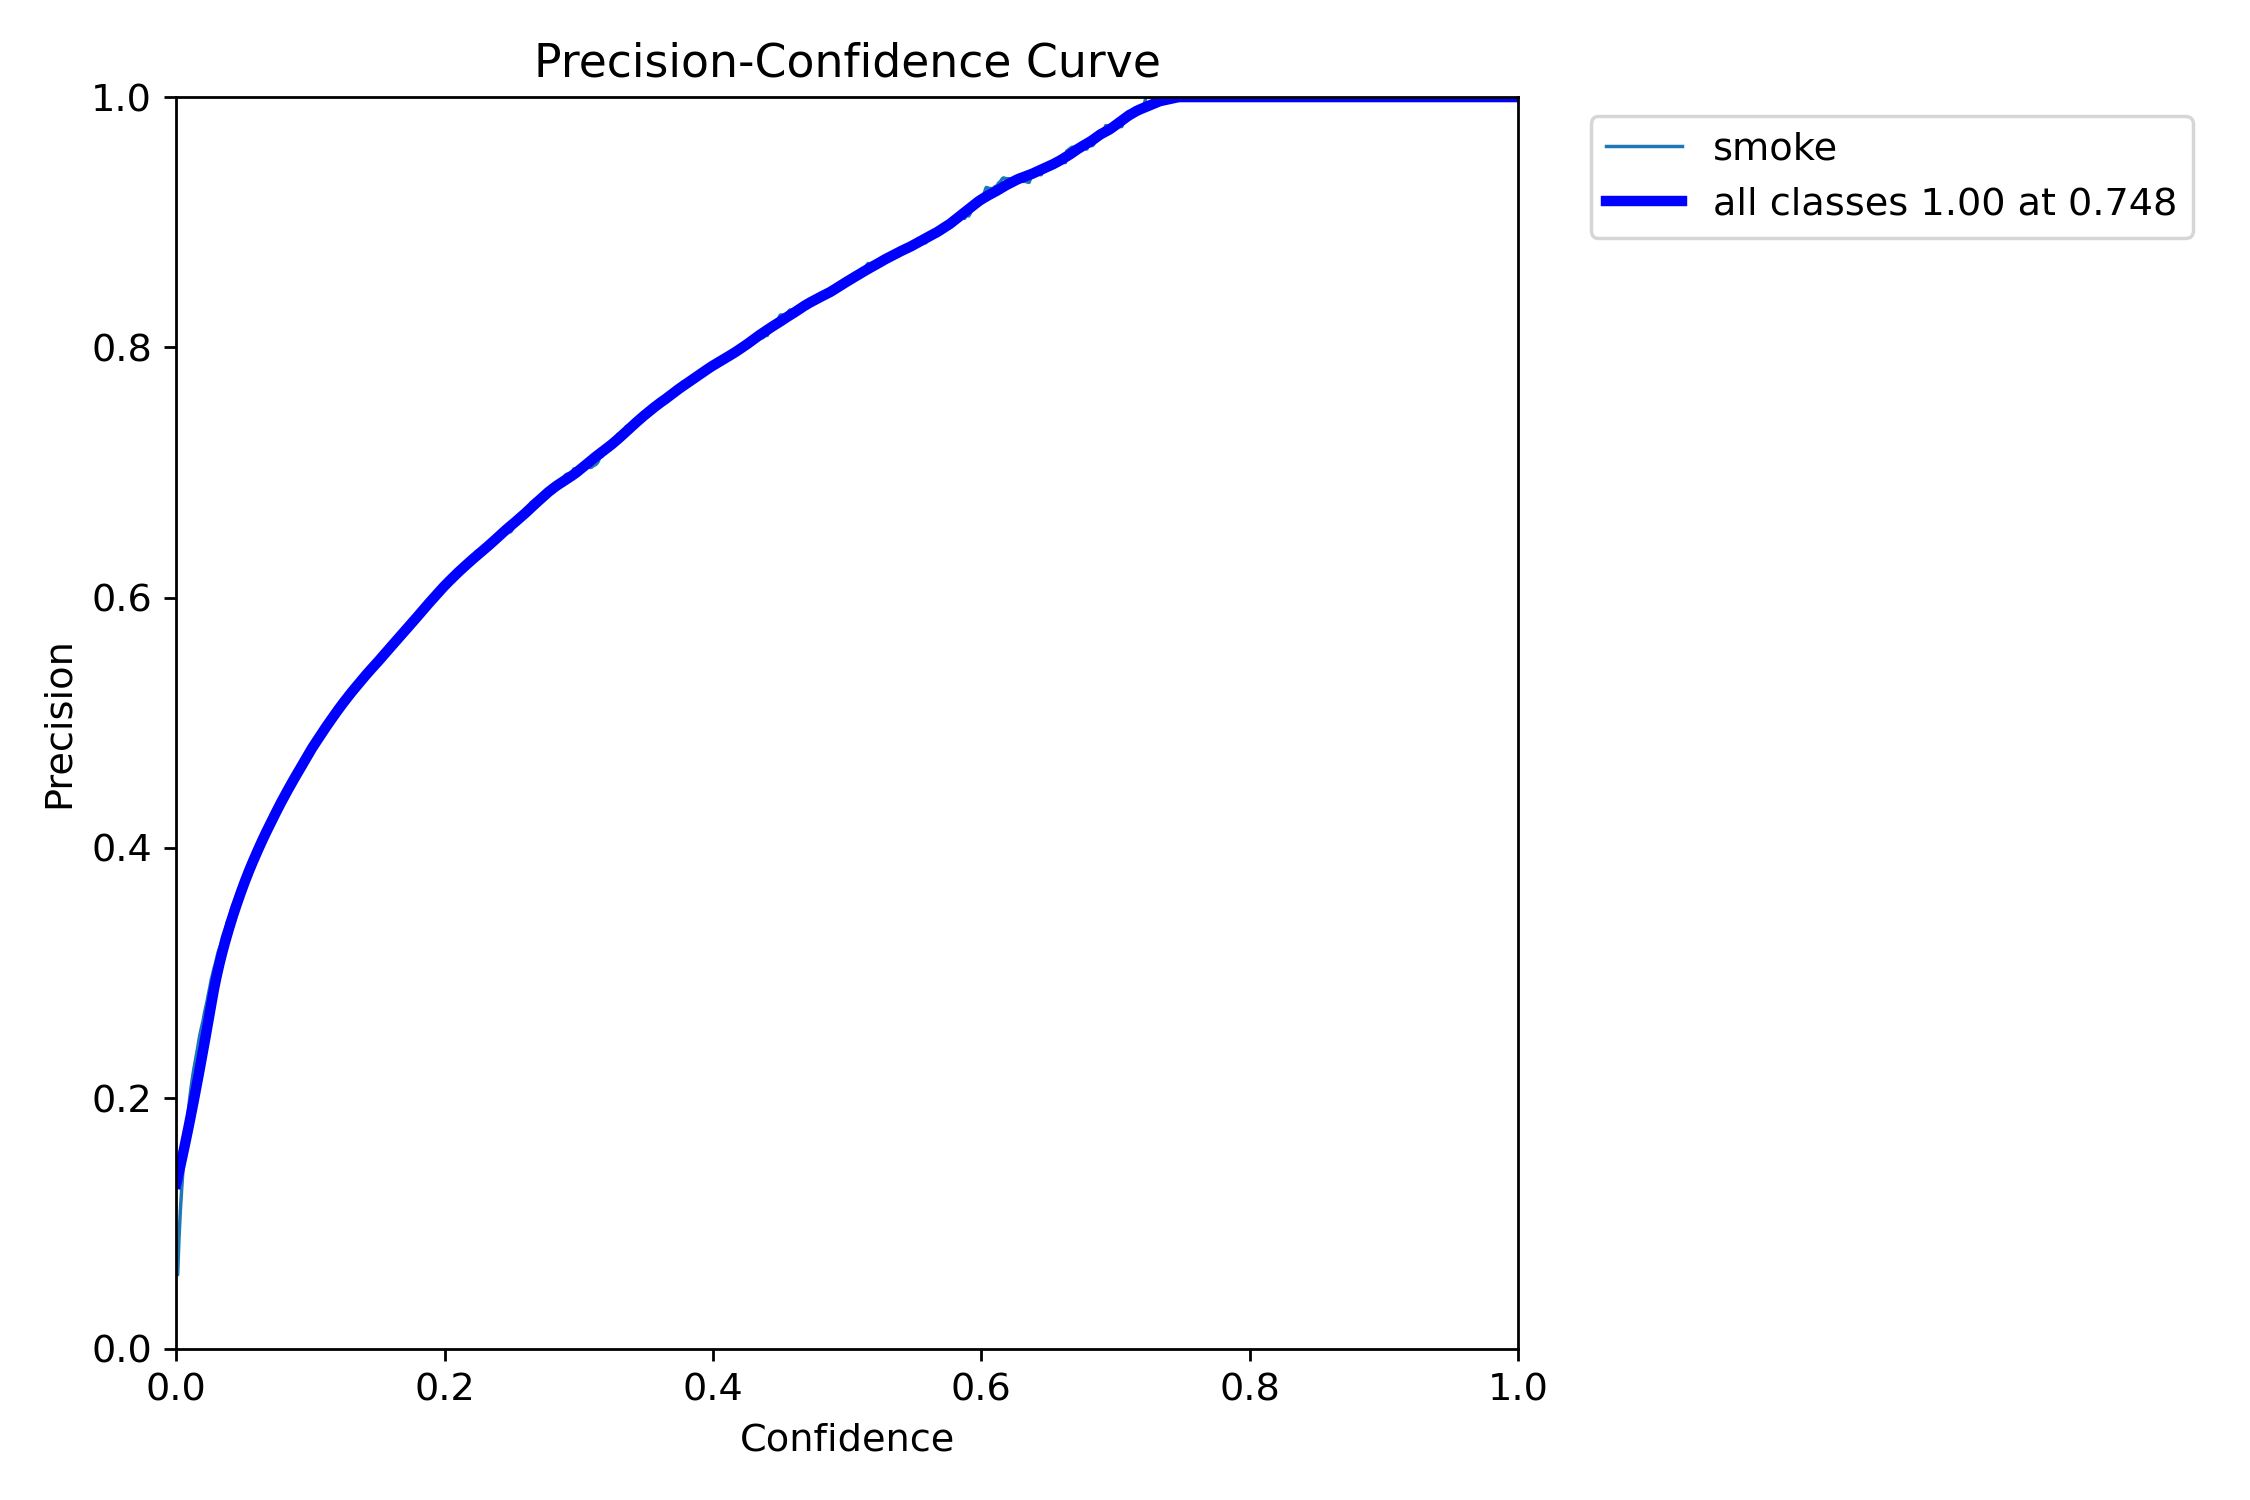 Precision-Confidence Curve
smoke
all classes 1.00 at 0.748
Precision
1.0
0.8
0.6
0.4
0.2
0.0
0.0 0.2 0.4 0.6 0.8 1.0
Confidence